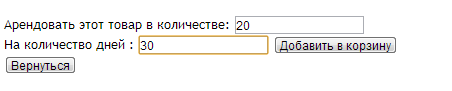 Арендовать этот товар в количестве: 20
На количество дней : 30 Добавить в корзину
Вернуться